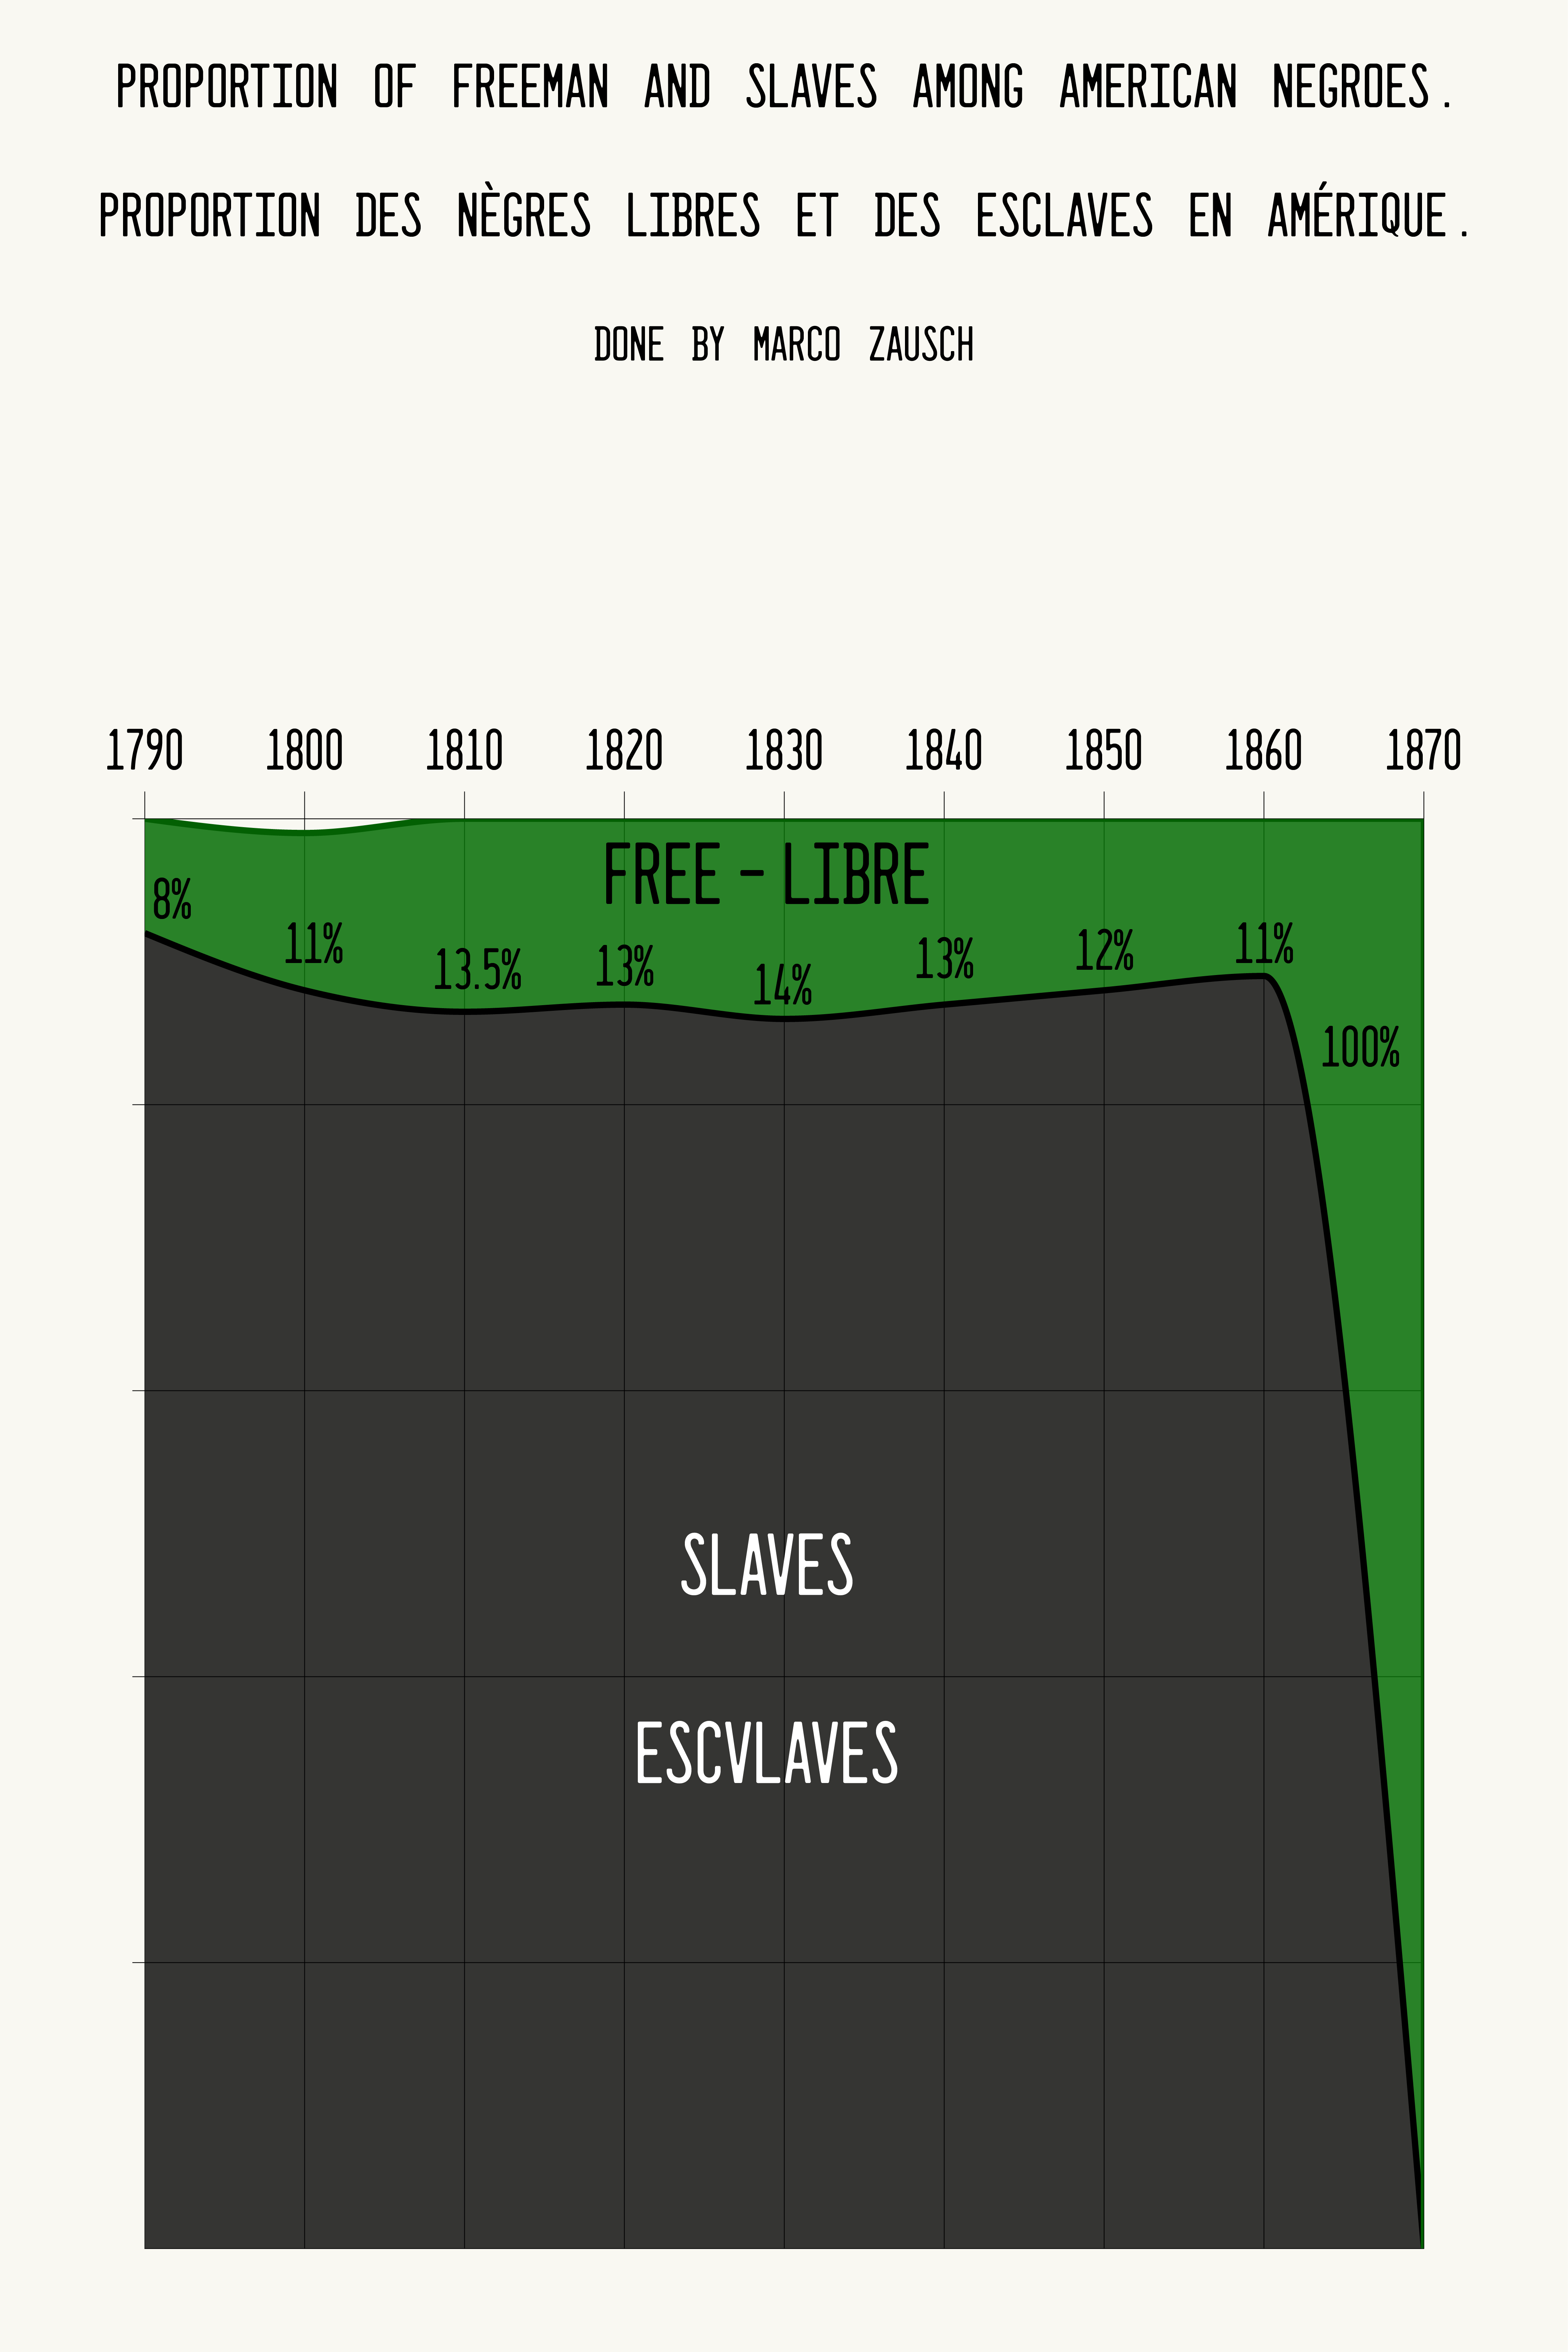 PROPORTION OF FREEMAN AND SLAVES AMONG AMERICAN NEGROES.
PROPORTION DES NÈGRES LIBRES ET DES ESCLAVES EN AMÉRIQUE.
DONE BY MARCO ZAUSCH
1790 1800 1810 1820 1830 1840 1850 1860 1870
FREE - LIBRE
8% 11% 13.5% 13% 14% 13% 12% 11% 100%
SLAVES
ESCVLAVES